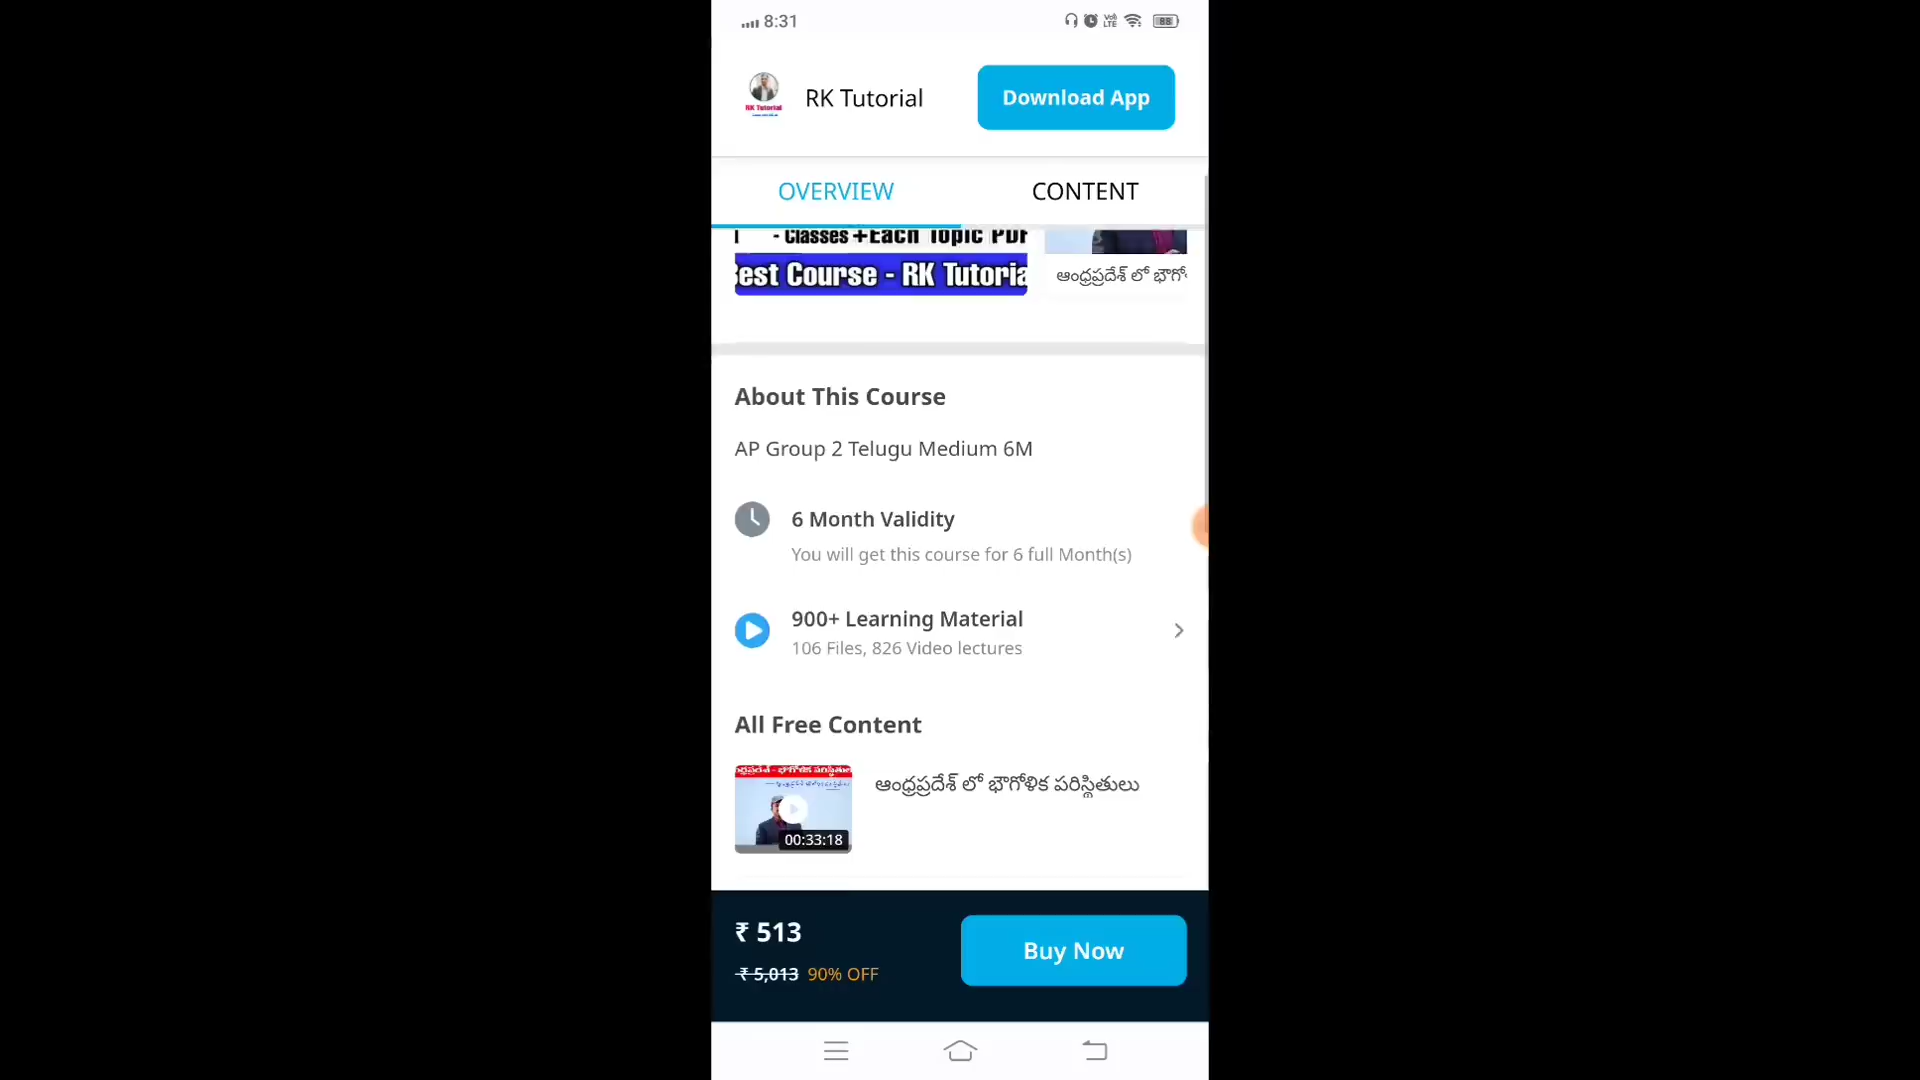 8:31
88
RK Tutorial
Download App
OVERVIEW
CONTENT
- Classes +Each Topic PDF
Best Course - RK Tutorial
ఆంధ్రప్రదేశ్ లో భౌగో
About This Course
AP Group 2 Telugu Medium 6M
6 Month Validity
You will get this course for 6 full Month(s)
900+ Learning Material
106 Files, 826 Video lectures
All Free Content
ఆంధ్రప్రదేశ్ లో భౌగోళిక పరిస్థితులు
00:33:18
₹ 513
Buy Now
₹ 5,013 90% OFF